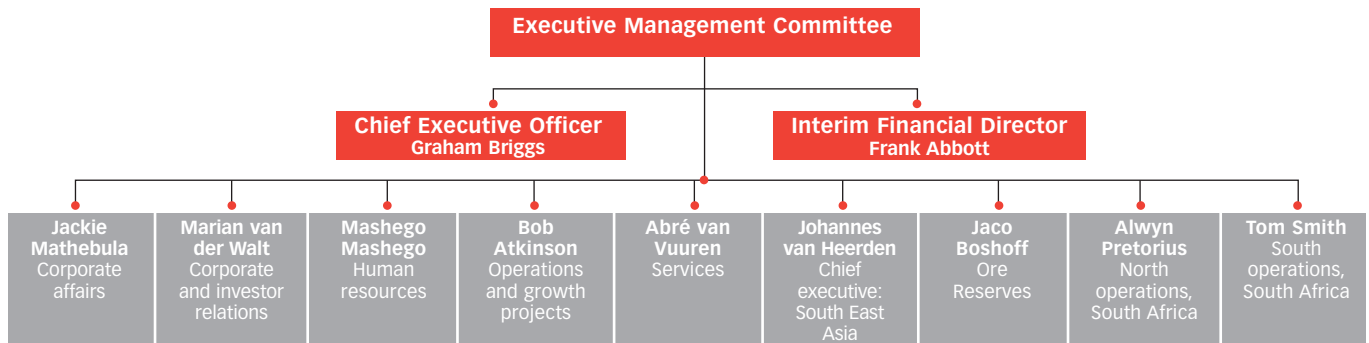 Executive Management Committee
Chief Executive Officer
Graham Briggs
Interim Financial Director
Frank Abbott
Jackie
Mathebula
Corporate
affairs
Marian van
der Walt
Corporate
and investor
relations
Mashego
Mashego
Human
resources
Bob
Atkinson
Operations
and growth
projects
Abré van
Vuuren
Services
Johannes
van Heerden
Chief
executive:
South East
Asia
Jaco
Boshoff
Ore
Reserves
Alwyn
Pretorius
North
operations,
South Africa
Tom Smith
South
operations,
South Africa